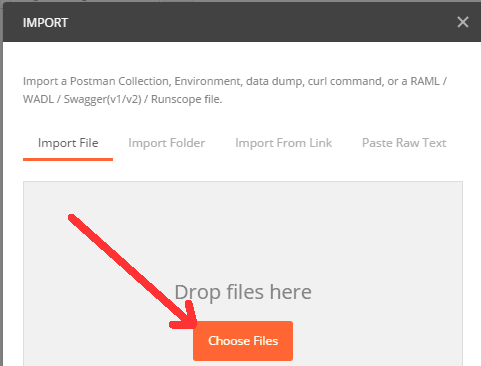 IMPORT
Import a Postman Collection, Environment, data dump, curl command, or a RAML /
WADL / Swagger(v1/v2) / Runscope file.
Import File Import Folder Import From Link Paste Raw Text
Drop files here
Choose Files